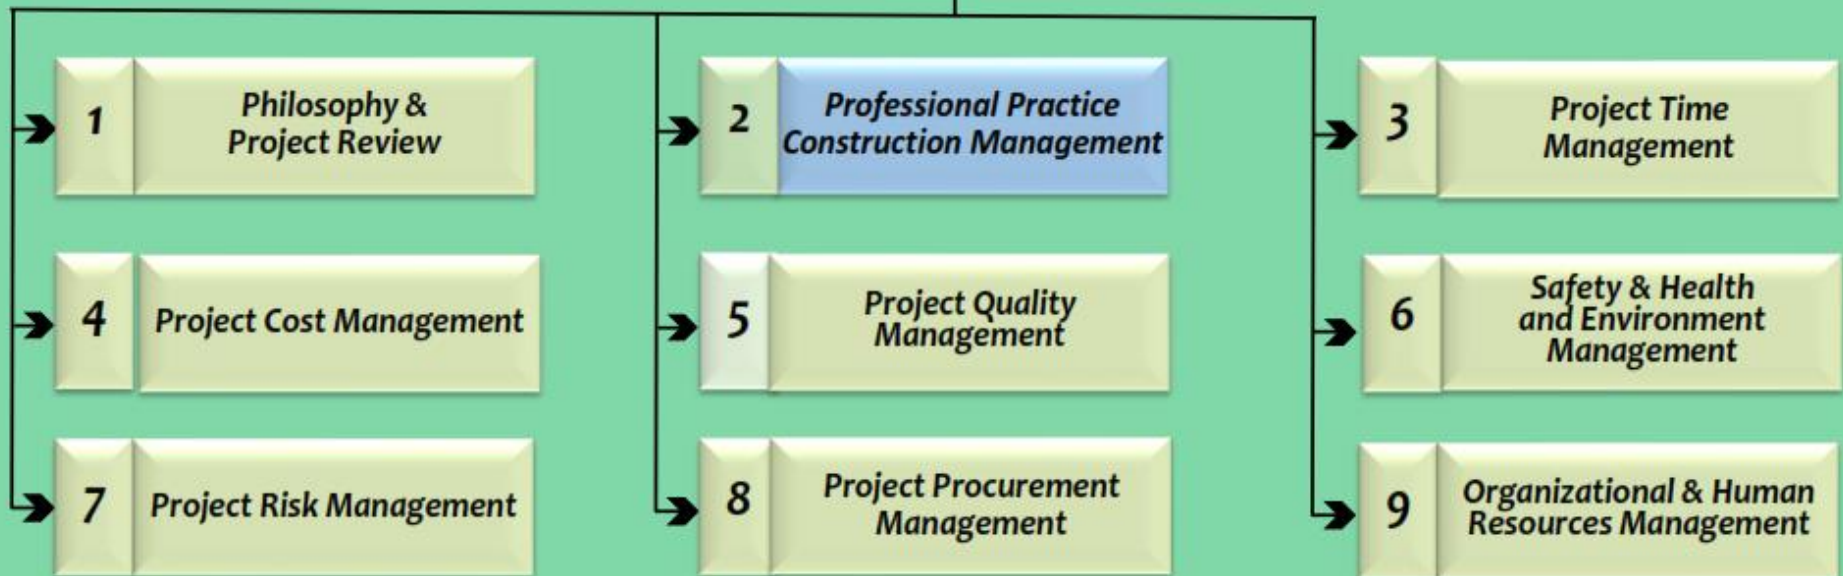 1
Philosophy &
Project Review
2
Professional Practice
Construction Management
3
Project Time
Management
4
Project Cost Management
5
Project Quality
Management
6
Safety & Health
and Environment
Management
7
Project Risk Management
8
Project Procurement
Management
9
Organizational & Human
Resources Management